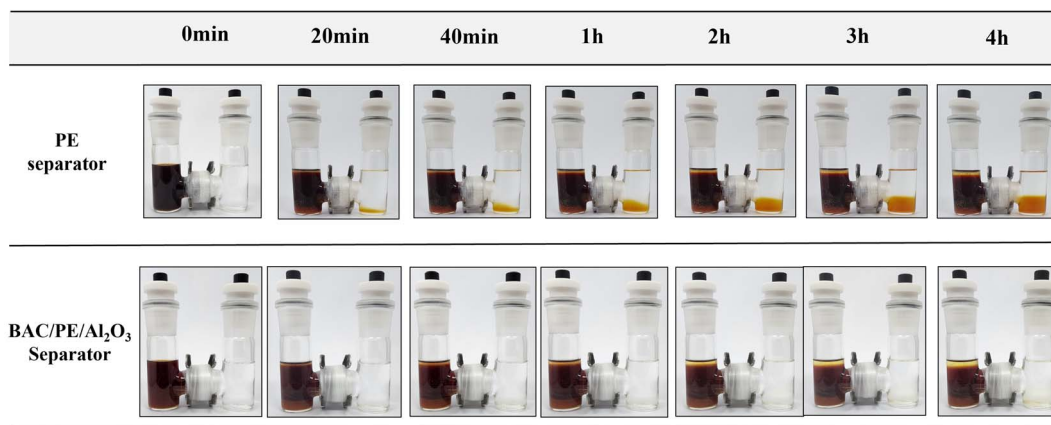 0min 20min 40min 1h 2h 3h 4h
PE
separator
BAC/PE/Al₂O₃
Separator